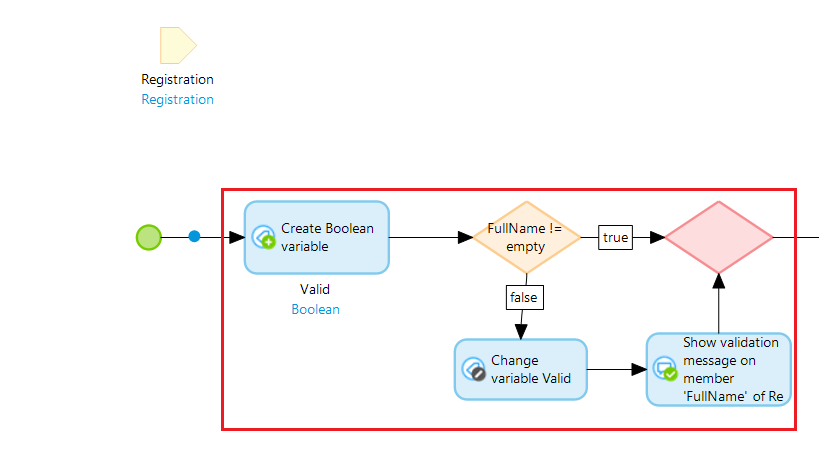 Registration
Registration
Create Boolean
variable
Valid
Boolean
FullName !=
empty
true
false
Change
variable Valid
Show validation
message on
member
'FullName' of Re